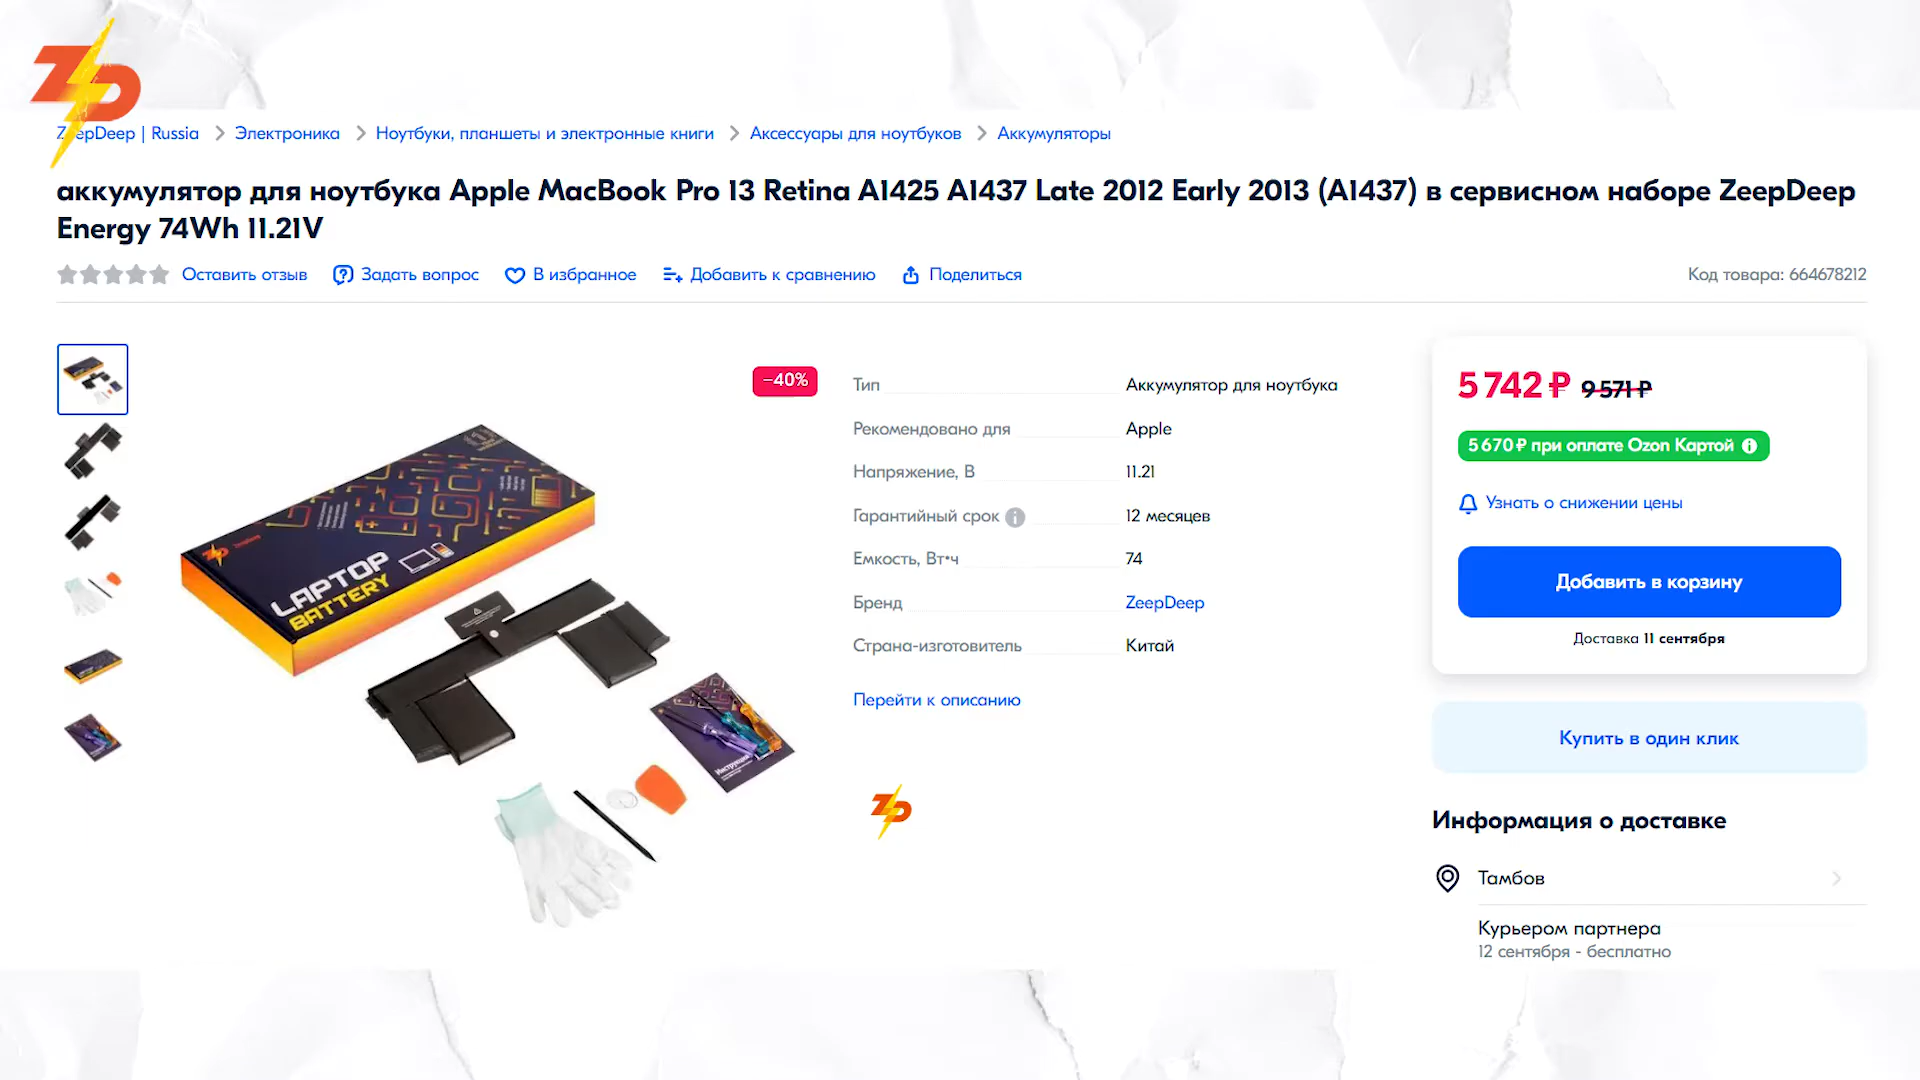 ZeepDeep | Russia > Электроника > Ноутбуки, планшеты и электронные книги > Аксессуары для ноутбуков > Аккумуляторы
аккумулятор для ноутбука Apple MacBook Pro 13 Retina A1425 A1437 Late 2012 Early 2013 (A1437) в сервисном наборе ZeepDeep
Energy 74Wh 11.21V
Оставить отзыв Задать вопрос В избранное Добавить к сравнению Поделиться Код товара: 664678212
−40%
LAPTOP
BATTERY
Инструкция
Тип Аккумулятор для ноутбука
Рекомендовано для Apple
Напряжение, В 11.21
Гарантийный срок 12 месяцев
Емкость, Вт•ч 74
Бренд ZeepDeep
Страна-изготовитель Китай
Перейти к описанию
5 742 ₽ 9 571 ₽
5 670 ₽ при оплате Ozon Картой
Узнать о снижении цены
Добавить в корзину
Доставка 11 сентября
Купить в один клик
Информация о доставке
Тамбов
Курьером партнера
12 сентября - бесплатно